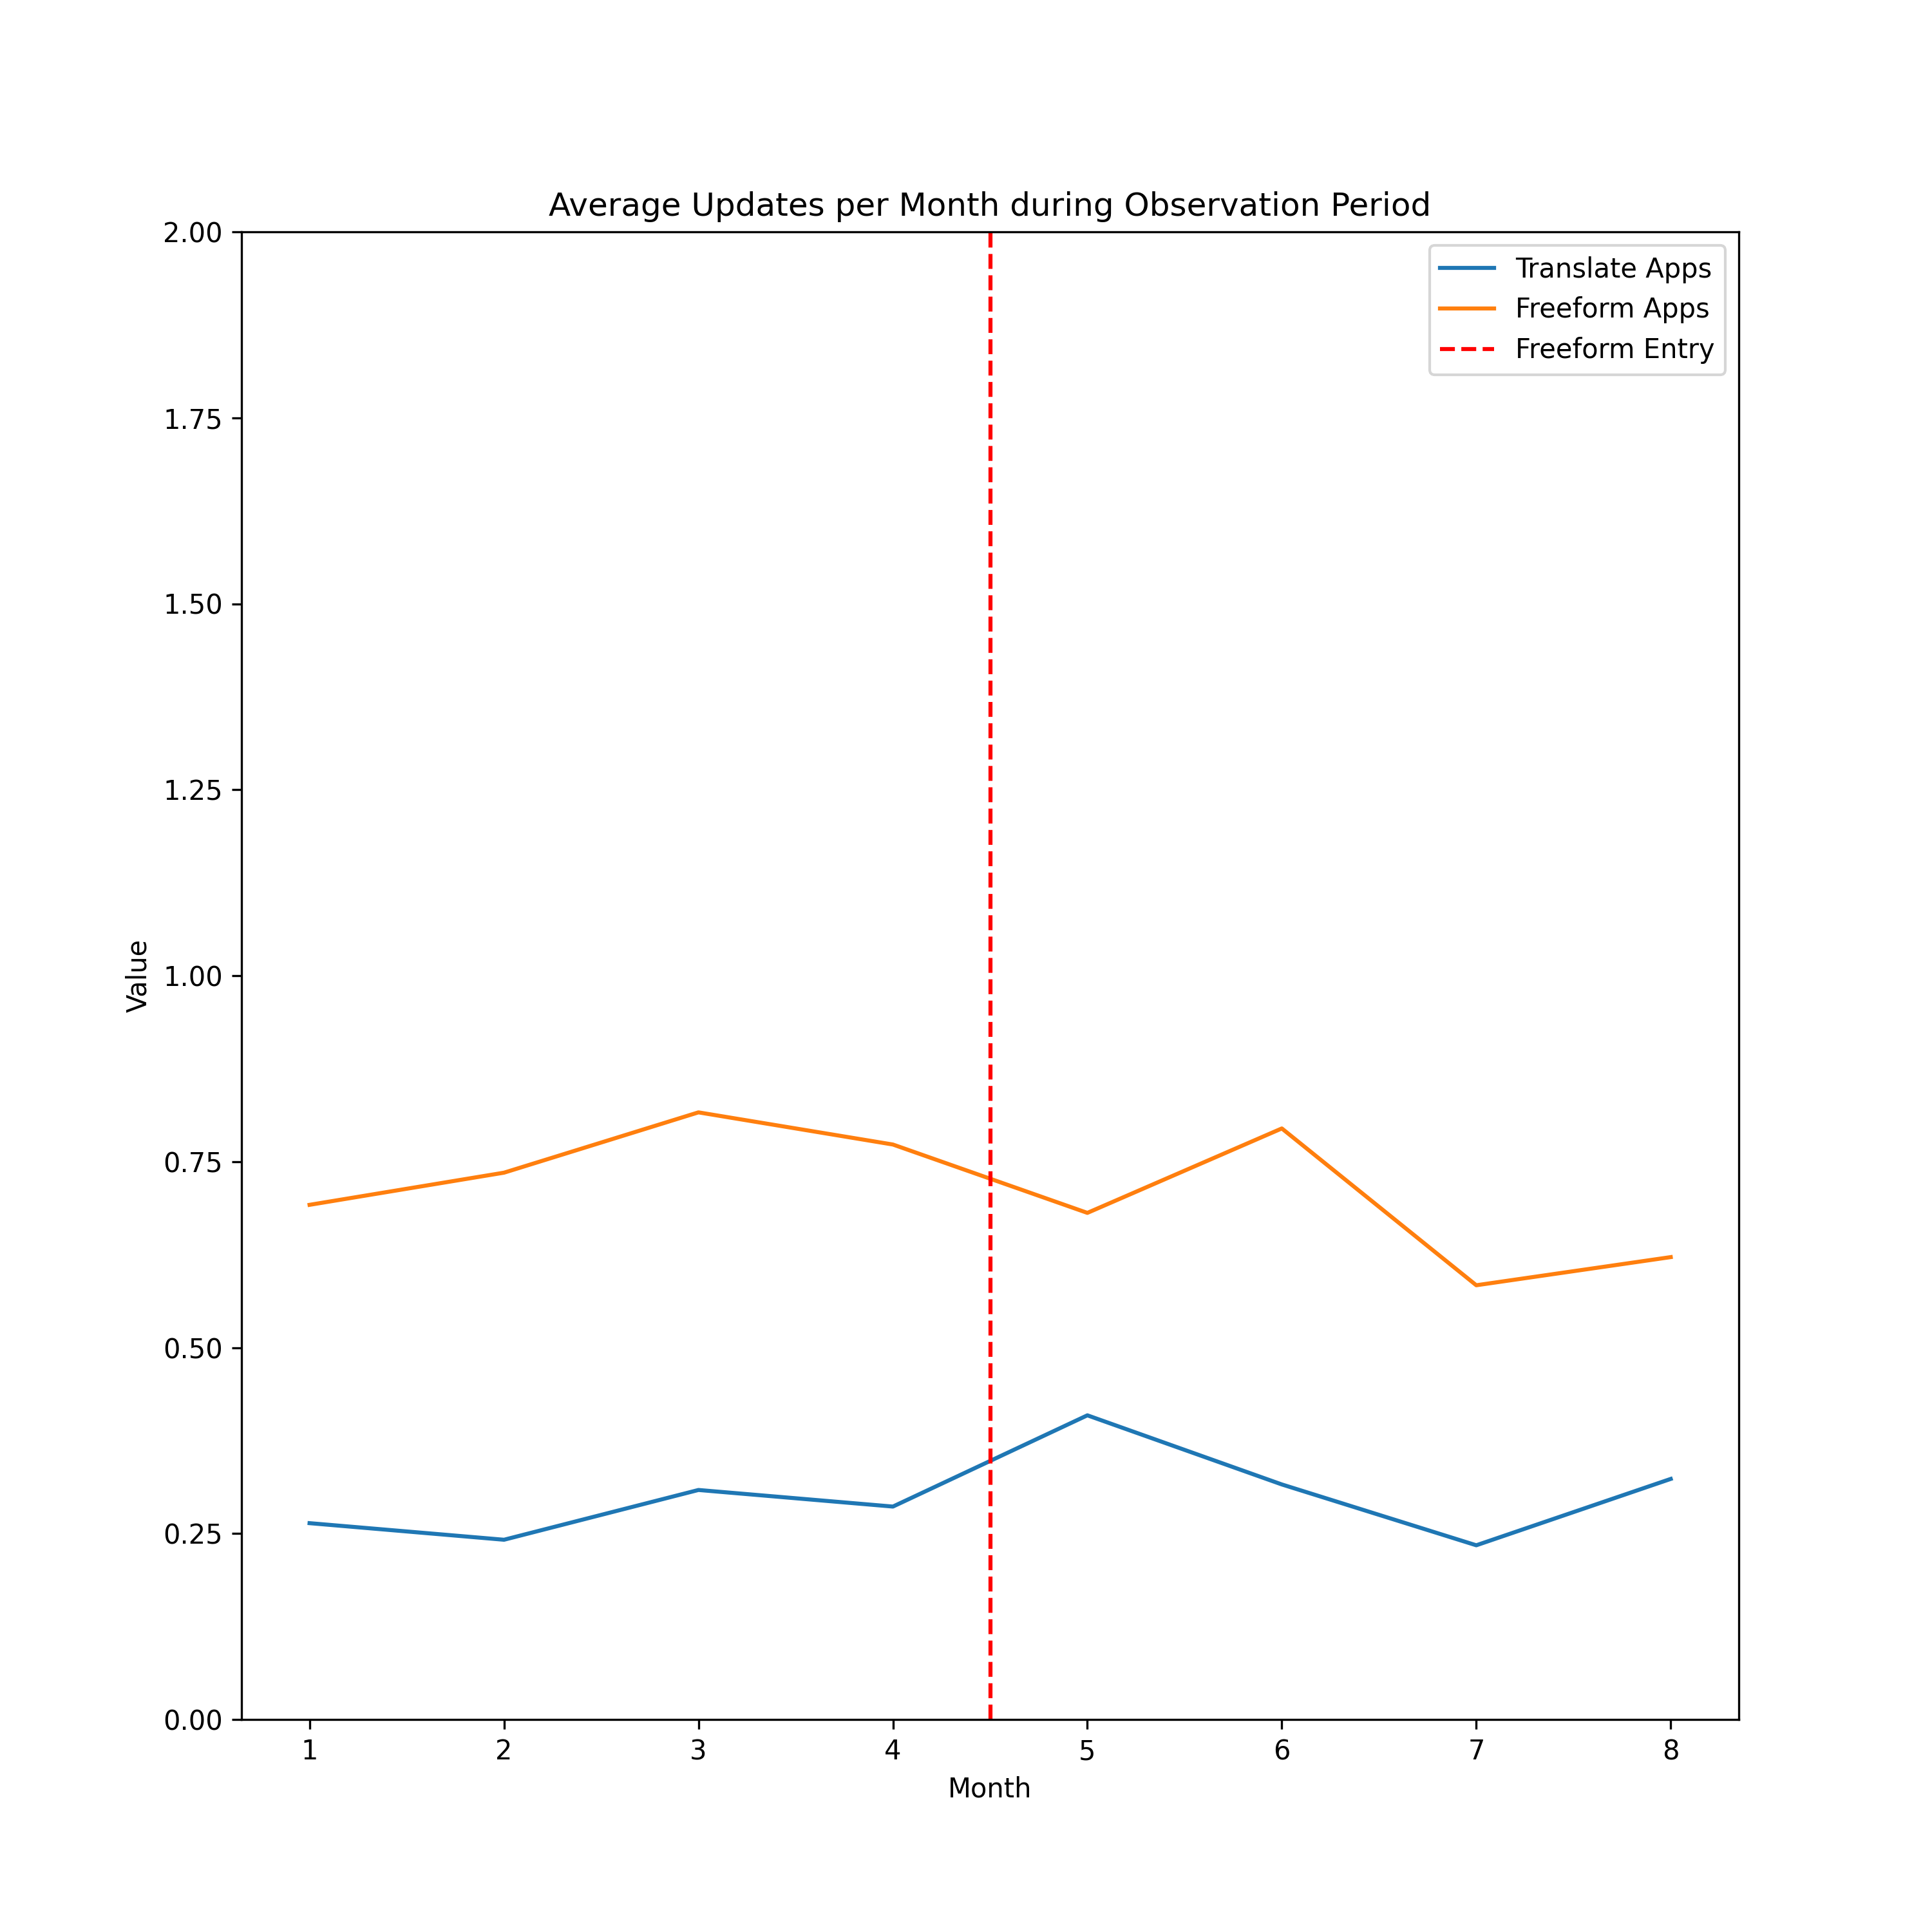 Average Updates per Month during Observation Period
Translate Apps
Freeform Apps
Freeform Entry
2.00
1.75
1.50
1.25
1.00
0.75
0.50
0.25
0.00
Value
1 2 3 4 5 6 7 8
Month